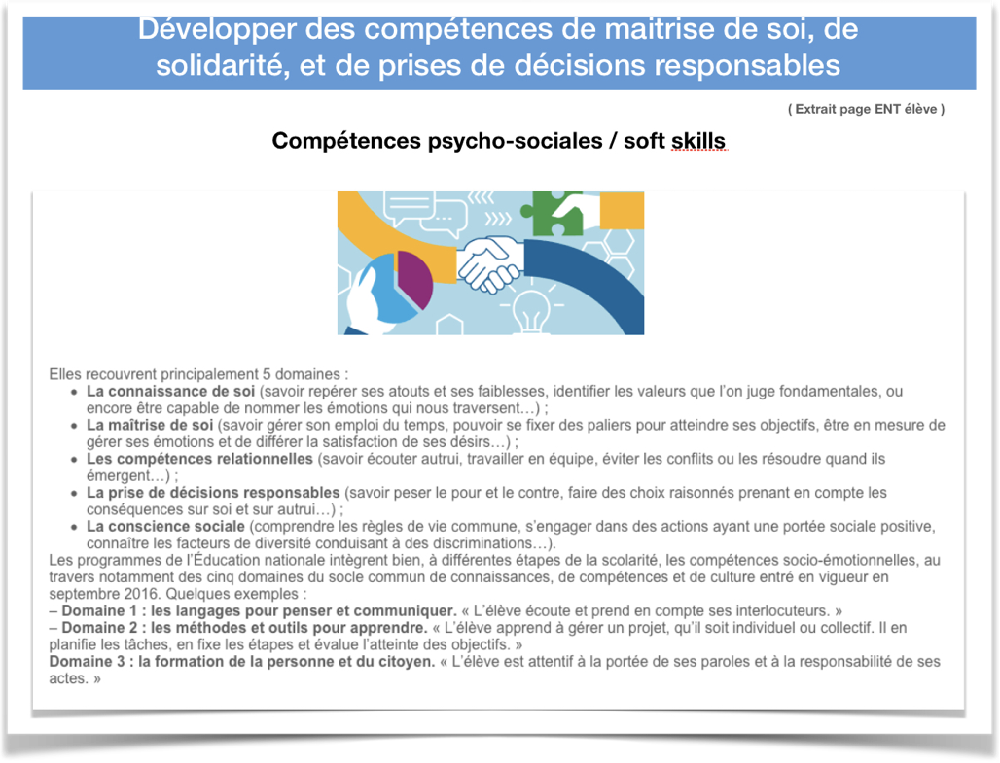 Développer des compétences de maitrise de soi, de
solidarité, et de prises de décisions responsables
( Extrait page ENT élève )
Compétences psycho-sociales / soft skills
Elles recouvrent principalement 5 domaines :
• La connaissance de soi (savoir repérer ses atouts et ses faiblesses, identifier les valeurs que l’on juge fondamentales, ou
encore être capable de nommer les émotions qui nous traversent…) ;
• La maîtrise de soi (savoir gérer son emploi du temps, pouvoir se fixer des paliers pour atteindre ses objectifs, être en mesure de
gérer ses émotions et de différer la satisfaction de ses désirs…) ;
• Les compétences relationnelles (savoir écouter autrui, travailler en équipe, éviter les conflits ou les résoudre quand ils
émergent…) ;
• La prise de décisions responsables (savoir peser le pour et le contre, faire des choix raisonnés prenant en compte les
conséquences sur soi et sur autrui…) ;
• La conscience sociale (comprendre les règles de vie commune, s’engager dans des actions ayant une portée sociale positive,
connaître les facteurs de diversité conduisant à des discriminations…).
Les programmes de l’Éducation nationale intègrent bien, à différentes étapes de la scolarité, les compétences socio-émotionnelles, au
travers notamment des cinq domaines du socle commun de connaissances, de compétences et de culture entré en vigueur en
septembre 2016. Quelques exemples :
– Domaine 1 : les langages pour penser et communiquer. « L’élève écoute et prend en compte ses interlocuteurs. »
– Domaine 2 : les méthodes et outils pour apprendre. « L’élève apprend à gérer un projet, qu’il soit individuel ou collectif. Il en
planifie les tâches, en fixe les étapes et évalue l’atteinte des objectifs. »
Domaine 3 : la formation de la personne et du citoyen. « L’élève est attentif à la portée de ses paroles et à la responsabilité de ses
actes. »